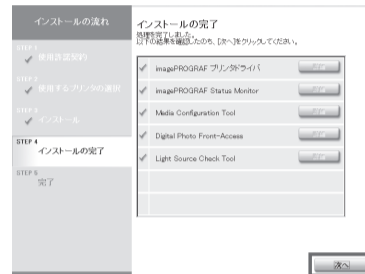 インストールの流れ
STEP 1
使用許諾契約
STEP 2
使用するプリンタの選択
STEP 3
インストール
STEP 4
インストールの完了
STEP 5
完了
インストールの完了
処理を完了しました。
以下の結果を確認したのち、[次へ]をクリックしてください。
imagePROGRAF プリンタドライバ
imagePROGRAF Status Monitor
Media Configuration Tool
Digital Photo Front-Access
Light Source Check Tool
次へ